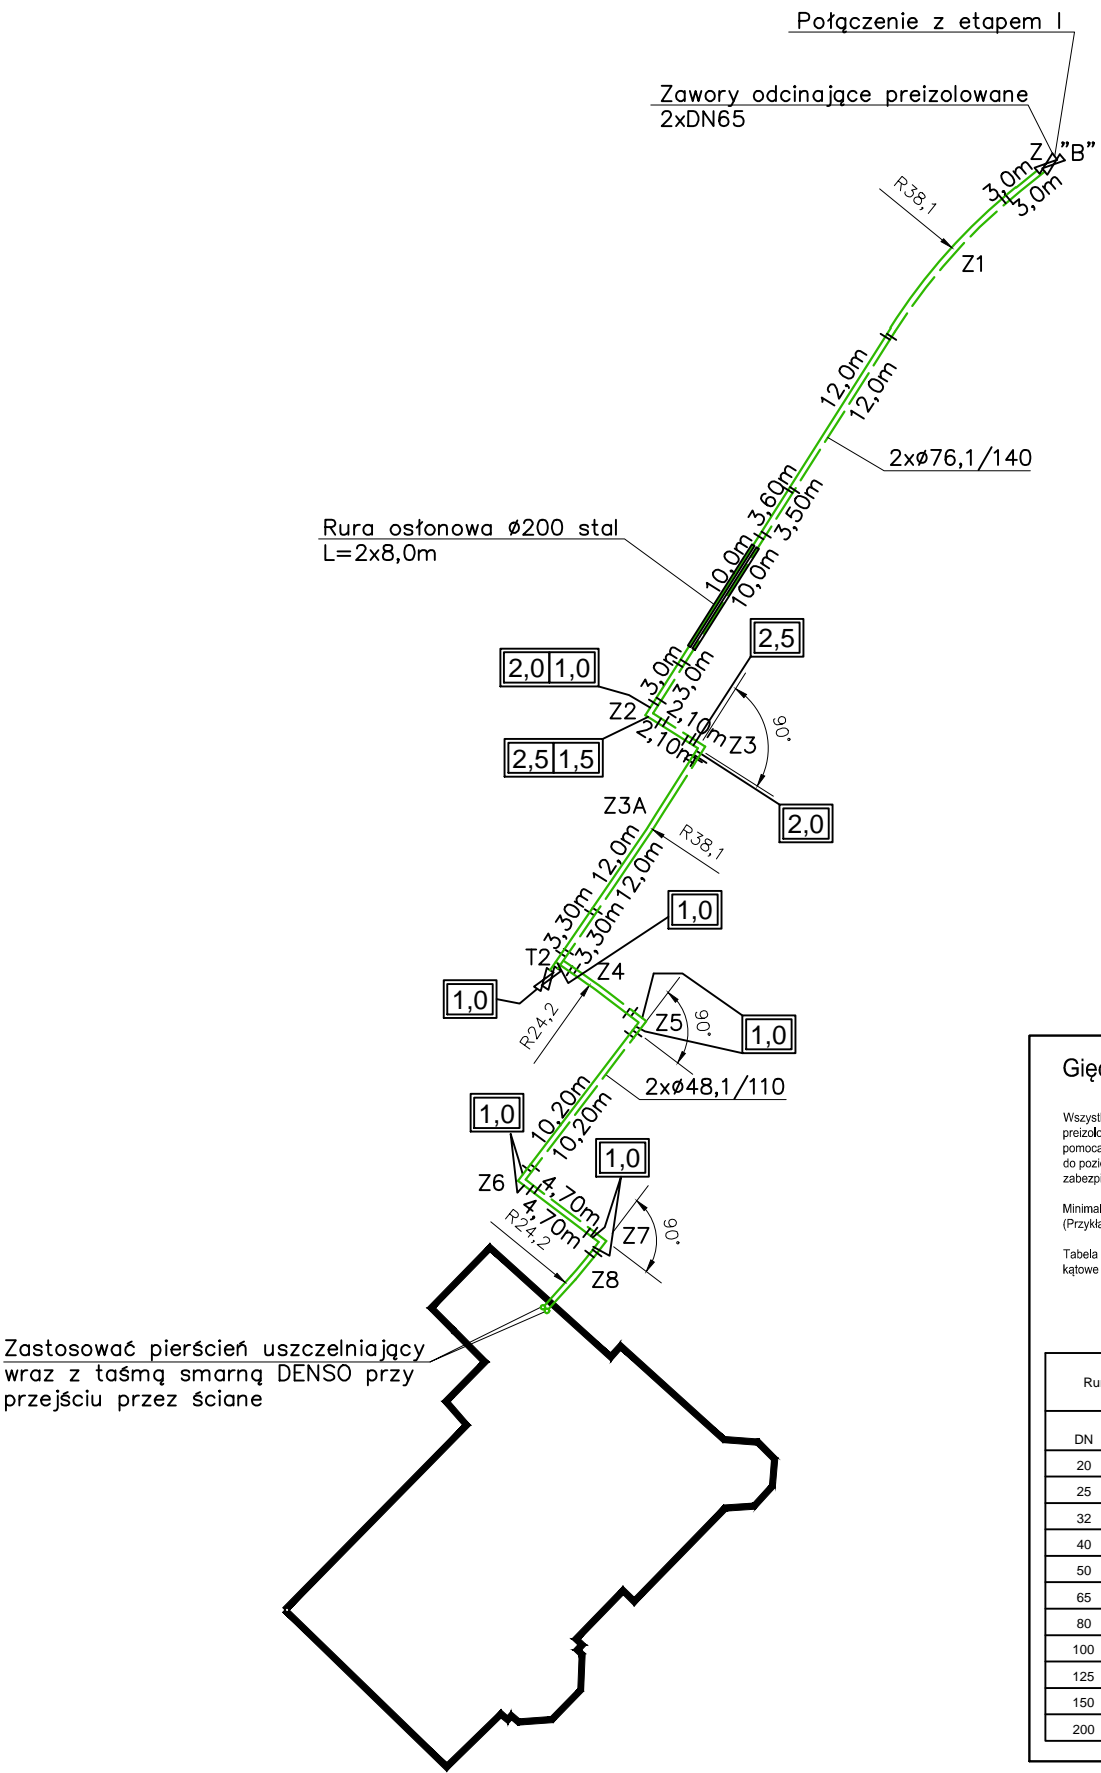 Połączenie z etapem I
Zawory odcinające preizolowane
2xDN65
Z "B"
3,0m
3,0m
R38,1
Z1
12,0m
12,0m
2xø76,1/140
3,60m
3,50m
Rura osłonowa ø200 stal
L=2x8,0m
10,0m
10,0m
2,5
2,0 1,0
3,0m
3,0m
Z2
2,10m
2,10m
Z3
90°
2,5 1,5
2,0
Z3A
R38,1
12,0m
12,0m
1,0
3,30m
3,30m
T2
Z4
1,0
R24,2
Z5
90°
1,0
2xø48,1/110
10,20m
10,20m
1,0
1,0
Z6
4,70m
4,70m
Z7
90°
R24,2
Z8
Zastosować pierścień uszczelniający
wraz z taśmą smarną DENSO przy
przejściu przez ściane
do
Tabela
kątowe
DN
20
25
32
40
50
65
80
100
125
150
200